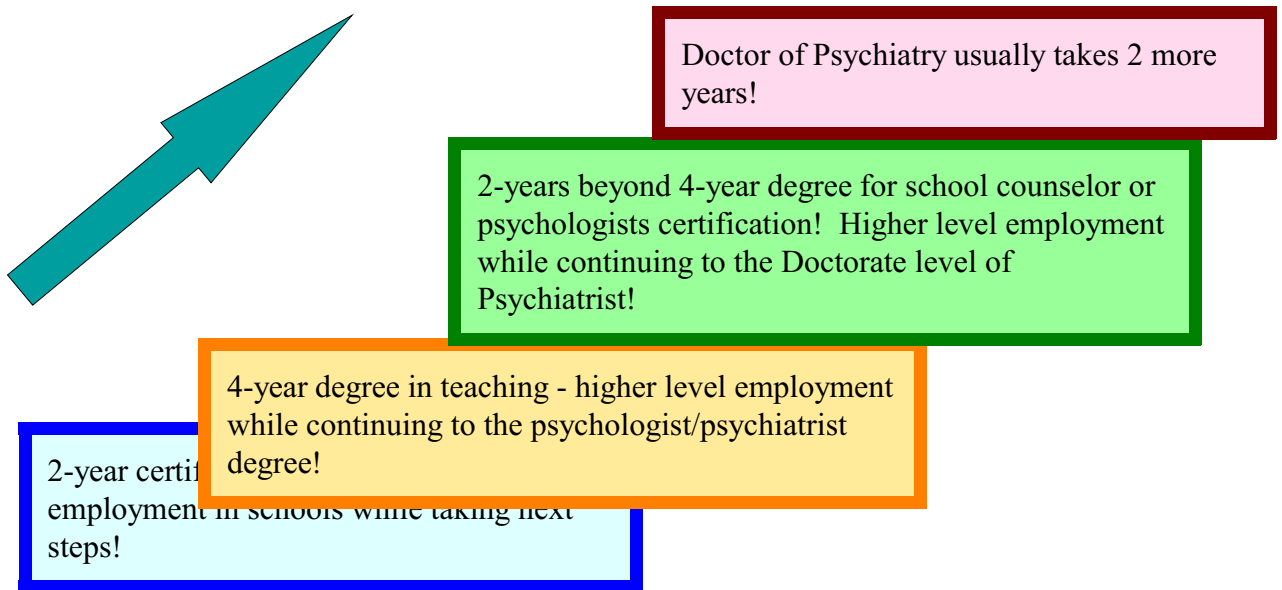 Doctor of Psychiatry usually takes 2 more
years!
2-years beyond 4-year degree for school counselor or
psychologists certification!  Higher level employment
while continuing to the Doctorate level of
Psychiatrist!
4-year degree in teaching - higher level employment
while continuing to the psychologist/psychiatrist
degree!
2-year
employment in schools while taking next
steps!